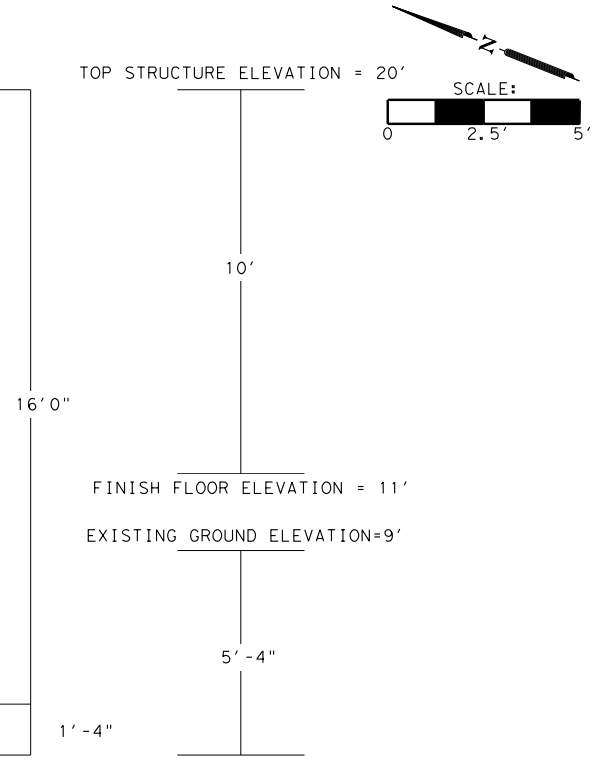 N
TOP STRUCTURE ELEVATION = 20'
SCALE:
0 2.5' 5'
10'
16'0"
FINISH FLOOR ELEVATION = 11'
EXISTING GROUND ELEVATION=9'
5'-4"
1'-4"